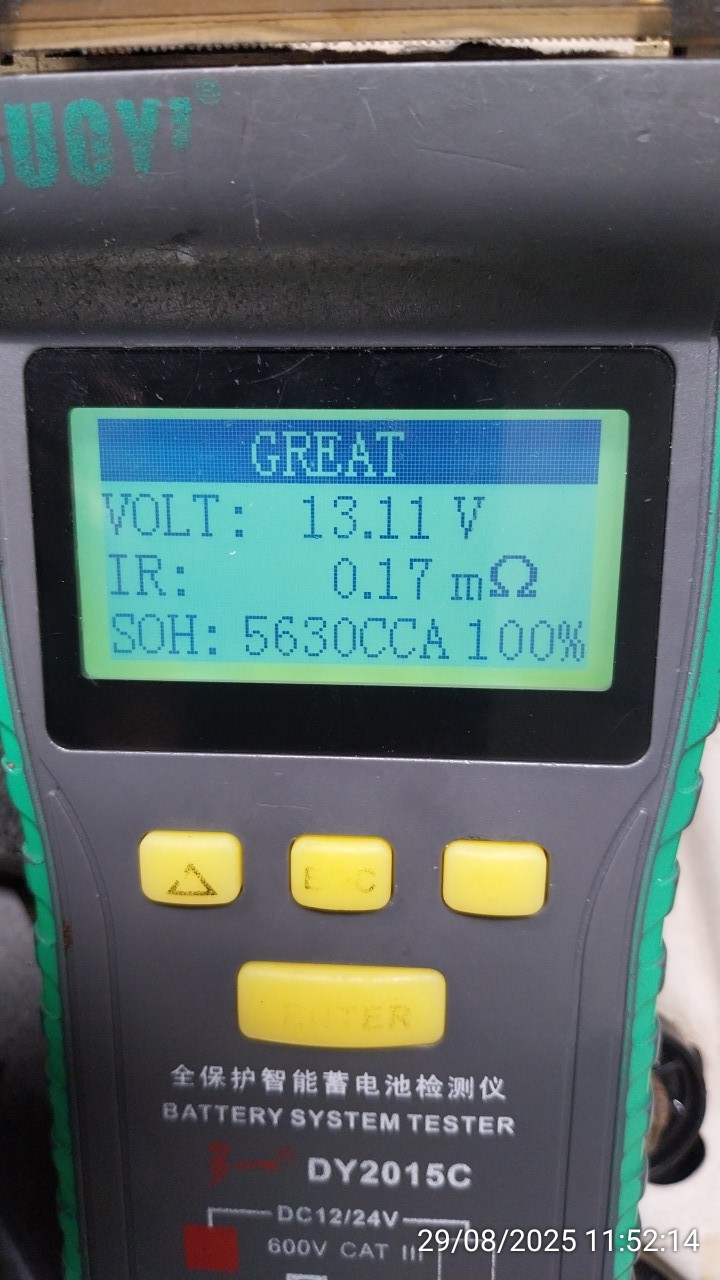 GREAT
VOLT: 13.11 V
IR: 0.17 mΩ
SOH: 5630CCA 100%
ENTER
全保护智能蓄电池检测仪
BATTERY SYSTEM TESTER
DY2015C
DC12/24V
600V CAT III
29/08/2025 11:52:14